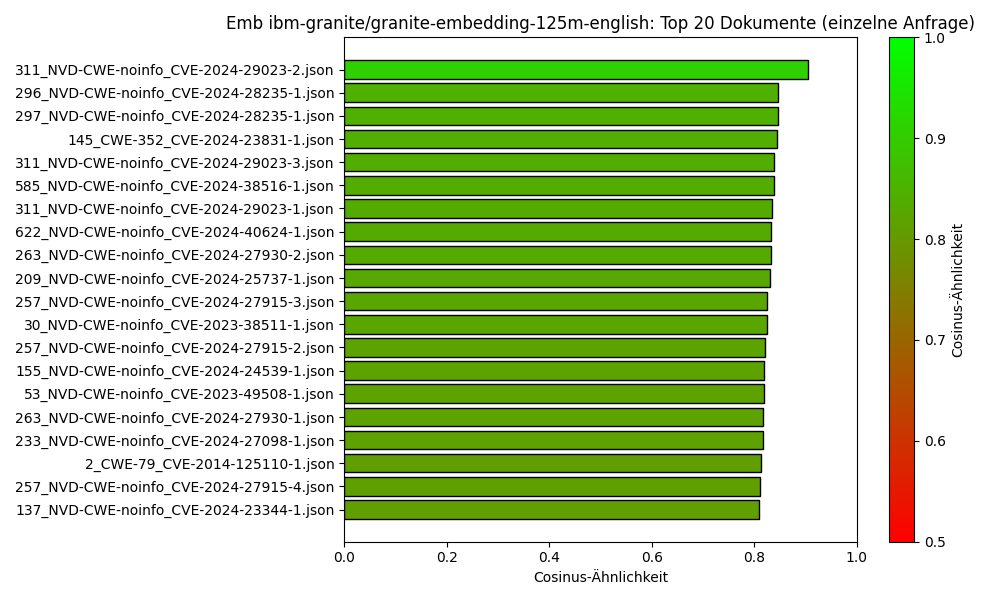 Emb ibm-granite/granite-embedding-125m-english: Top 20 Dokumente (einzelne Anfrage)
311_NVD-CWE-noinfo_CVE-2024-29023-2.json
296_NVD-CWE-noinfo_CVE-2024-28235-1.json
297_NVD-CWE-noinfo_CVE-2024-28235-1.json
145_CWE-352_CVE-2024-23831-1.json
311_NVD-CWE-noinfo_CVE-2024-29023-3.json
585_NVD-CWE-noinfo_CVE-2024-38516-1.json
311_NVD-CWE-noinfo_CVE-2024-29023-1.json
622_NVD-CWE-noinfo_CVE-2024-40624-1.json
263_NVD-CWE-noinfo_CVE-2024-27930-2.json
209_NVD-CWE-noinfo_CVE-2024-25737-1.json
257_NVD-CWE-noinfo_CVE-2024-27915-3.json
30_NVD-CWE-noinfo_CVE-2023-38511-1.json
257_NVD-CWE-noinfo_CVE-2024-27915-2.json
155_NVD-CWE-noinfo_CVE-2024-24539-1.json
53_NVD-CWE-noinfo_CVE-2023-49508-1.json
263_NVD-CWE-noinfo_CVE-2024-27930-1.json
233_NVD-CWE-noinfo_CVE-2024-27098-1.json
2_CWE-79_CVE-2014-125110-1.json
257_NVD-CWE-noinfo_CVE-2024-27915-4.json
137_NVD-CWE-noinfo_CVE-2024-23344-1.json
0.0 0.2 0.4 0.6 0.8 1.0
Cosinus-Ähnlichkeit
1.0
0.9
0.8
0.7
0.6
0.5
Cosinus-Ähnlichkeit